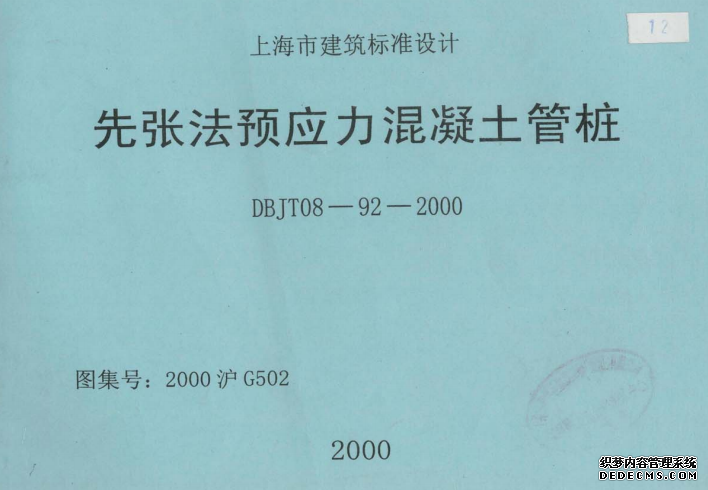 12
上海市建筑标准设计
先张法预应力混凝土管桩
DBJT08—92—2000
图集号：2000沪G502
2000
织梦内容管理系统
DEDECMS.COM